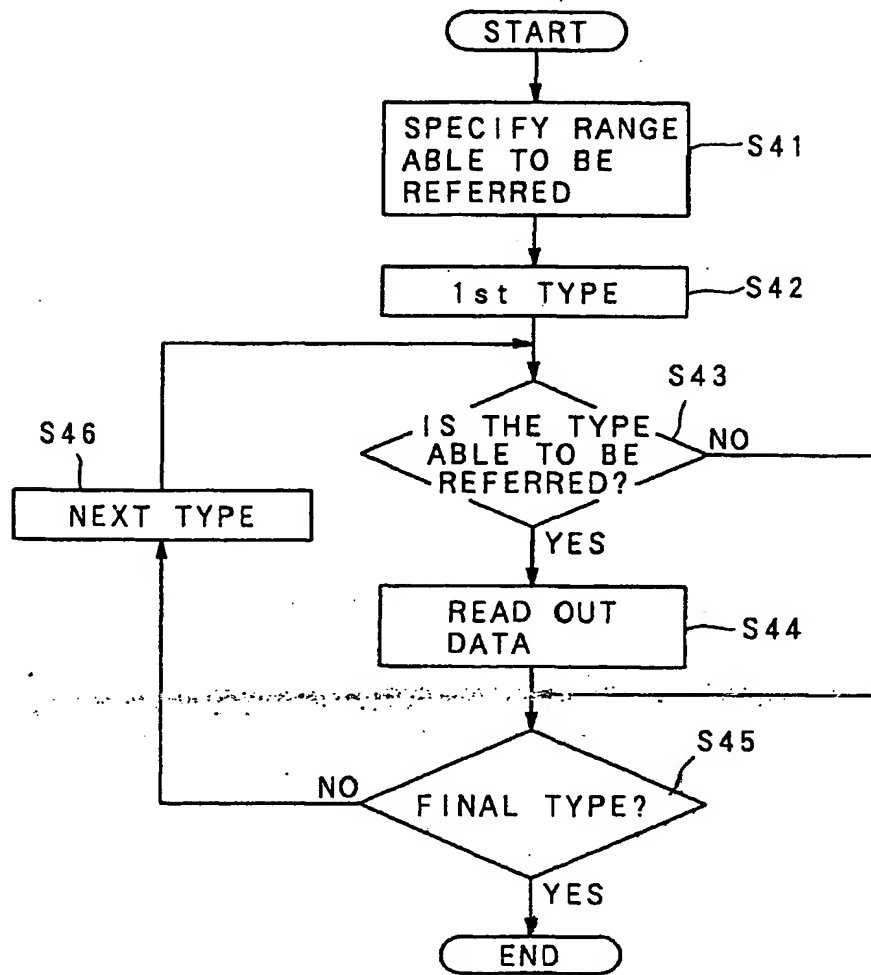 START
SPECIFY RANGE
ABLE TO BE
REFERRED
S41
1st TYPE
S42
S43
IS THE TYPE
ABLE TO BE
REFERRED?
NO
S46
NEXT TYPE
YES
READ OUT
DATA
S44
S45
NO
FINAL TYPE?
YES
END